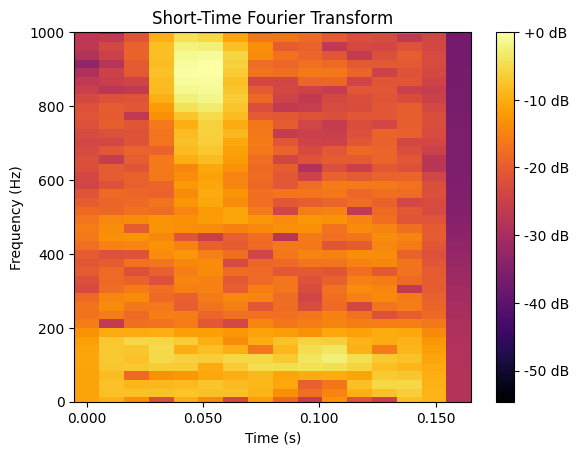 Short-Time Fourier Transform
1000
800
600
400
200
0
Frequency (Hz)
0.000
0.050
0.100
0.150
Time (s)
+0 dB
-10 dB
-20 dB
-30 dB
-40 dB
-50 dB